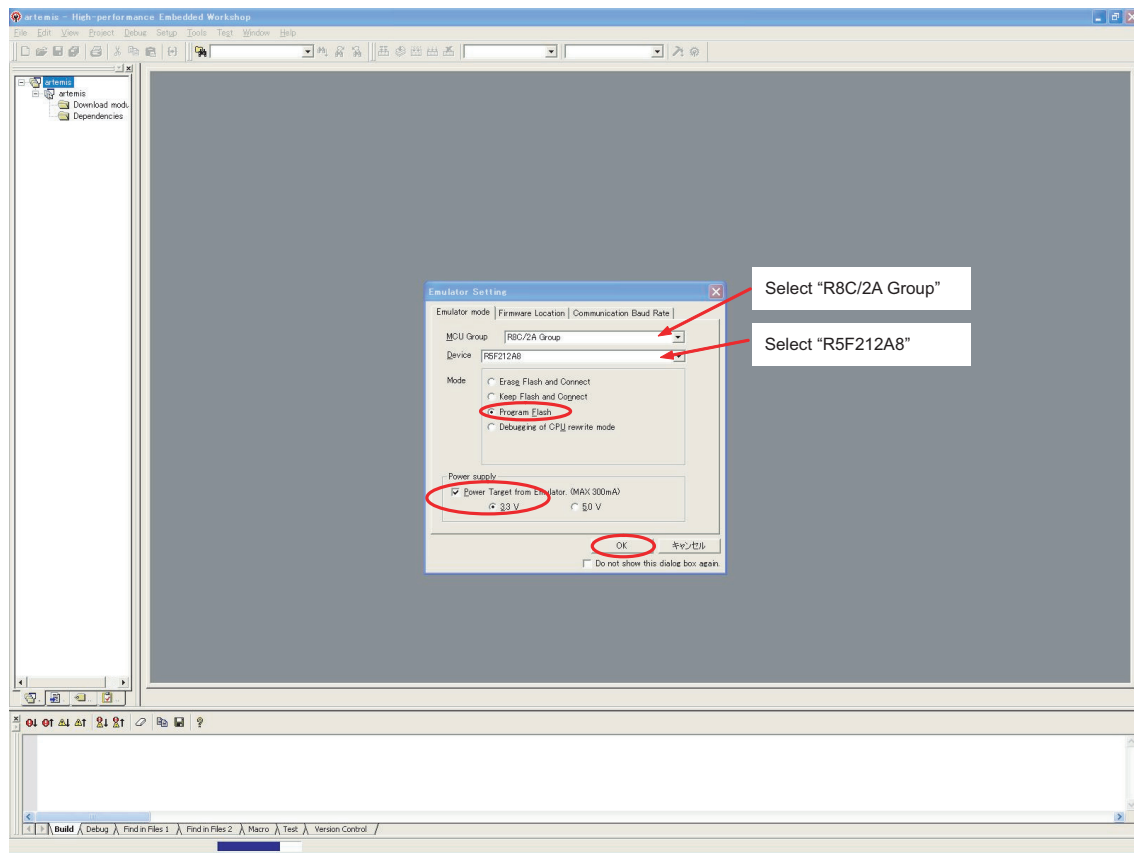 artemis - High-performance Embedded Workshop
File Edit View Project Debug Setup Tools Test Window Help
artemis
artemis
Download modu
Dependencies
Emulator Setting
Emulator mode Firmware Location Communication Baud Rate
MCU Group R8C/2A Group
Device R5F212A8
Mode
Erase Flash and Connect
Keep Flash and Connect
Program Flash
Debugging of CPU rewrite mode
Power supply
Power Target from Emulator. (MAX 300mA)
3.3 V 5.0 V
OK キャンセル
Do not show this dialog box again.
Select “R8C/2A Group”
Select “R5F212A8”
Build Debug Find in Files 1 Find in Files 2 Macro Test Version Control